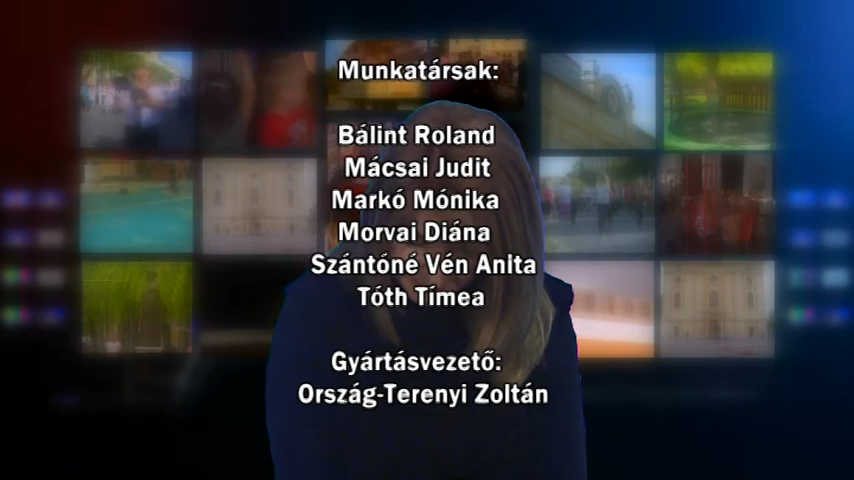 Munkatársak:
Bálint Roland
Mácsai Judit
Markó Mónika
Morvai Diána
Szántóné Vén Anita
Tóth Tímea
Gyártásvezető:
Ország-Terenyi Zoltán